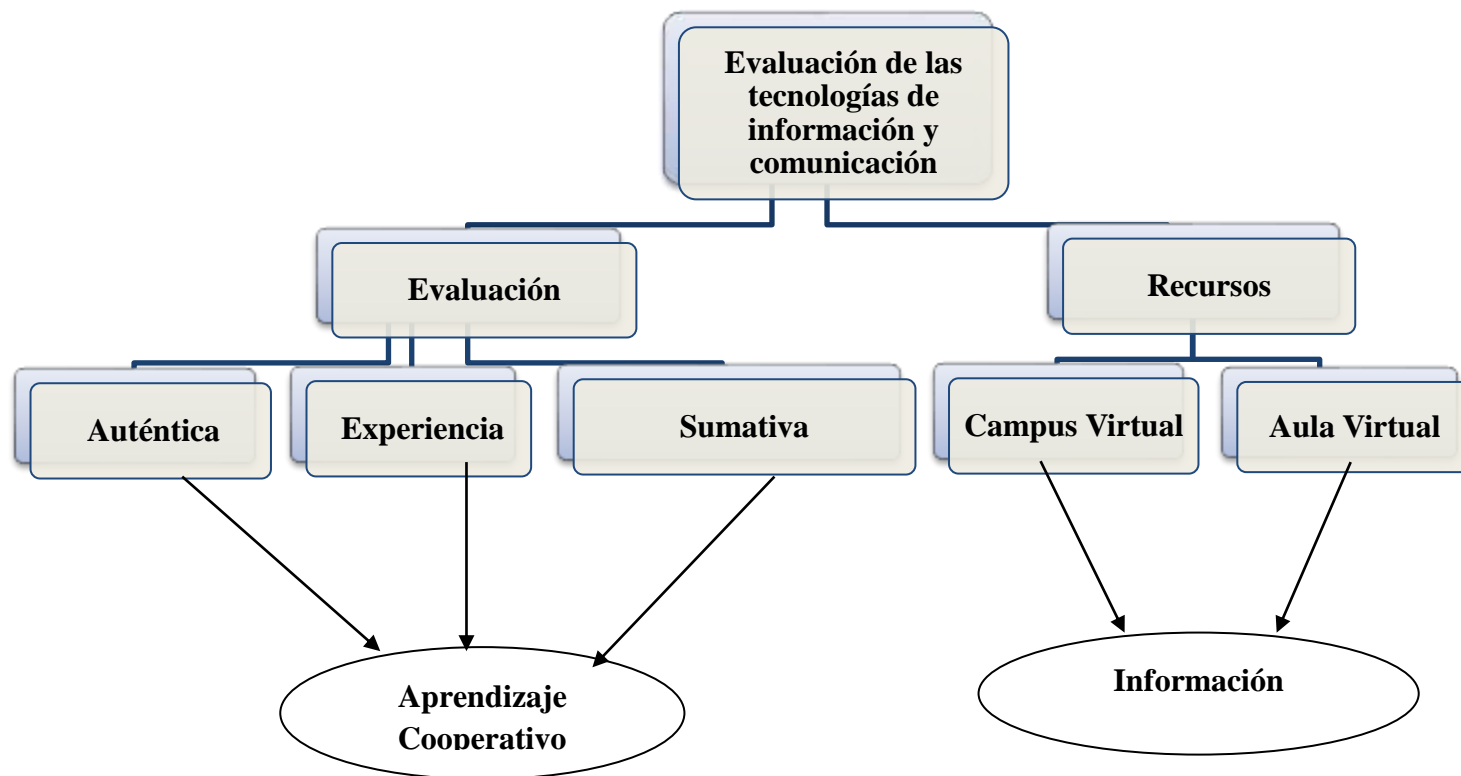 Evaluación de las
tecnologías de
información y
comunicación
Evaluación
Recursos
Auténtica
Experiencia
Sumativa
Campus Virtual
Aula Virtual
Aprendizaje
Cooperativo
Información